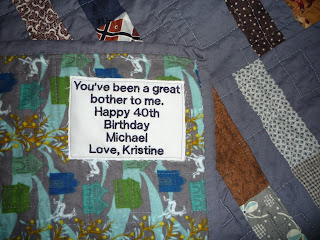 You've been a great
bother to me.
Happy 40th
Birthday
Michael
Love, Kristine